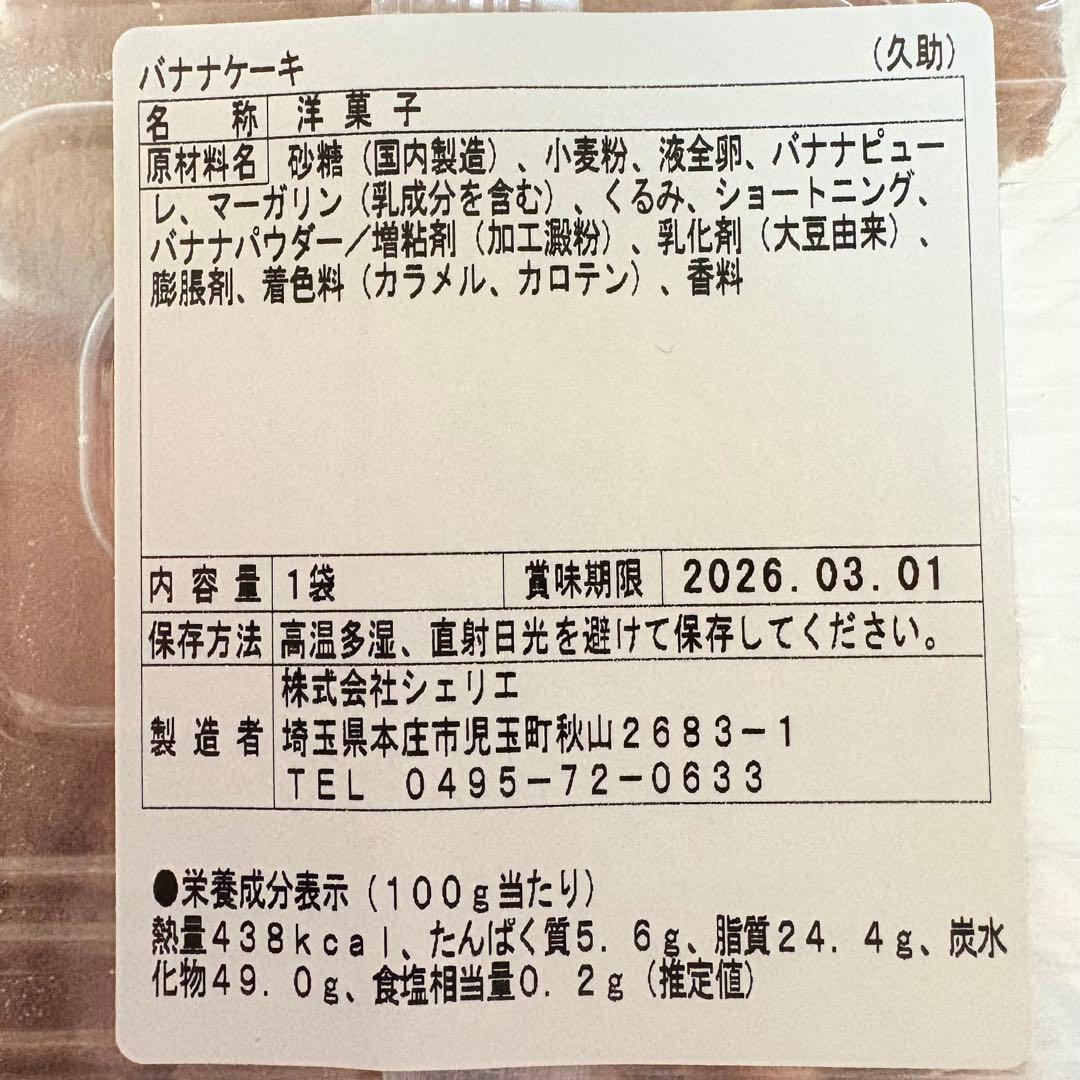 バナナケーキ （久助）
名称 洋菓子
原材料名 砂糖（国内製造）、小麦粉、液全卵、バナナピュー
レ、マーガリン（乳成分を含む）、くるみ、ショートニング、
バナナパウダー／増粘剤（加工澱粉）、乳化剤（大豆由来）、
膨脹剤、着色料（カラメル、カロテン）、香料
内容量 1袋 賞味期限 2026.03.01
保存方法 高温多湿、直射日光を避けて保存してください。
株式会社シェリエ
製造者 埼玉県本庄市児玉町秋山２６８３－１
ＴＥＬ ０４９５－７２－０６３３
●栄養成分表示（１００ｇ当たり）
熱量４３８ｋｃａｌ、たんぱく質５．６ｇ、脂質２４．４ｇ、炭水
化物４９．０ｇ、食塩相当量０．２ｇ（推定値）